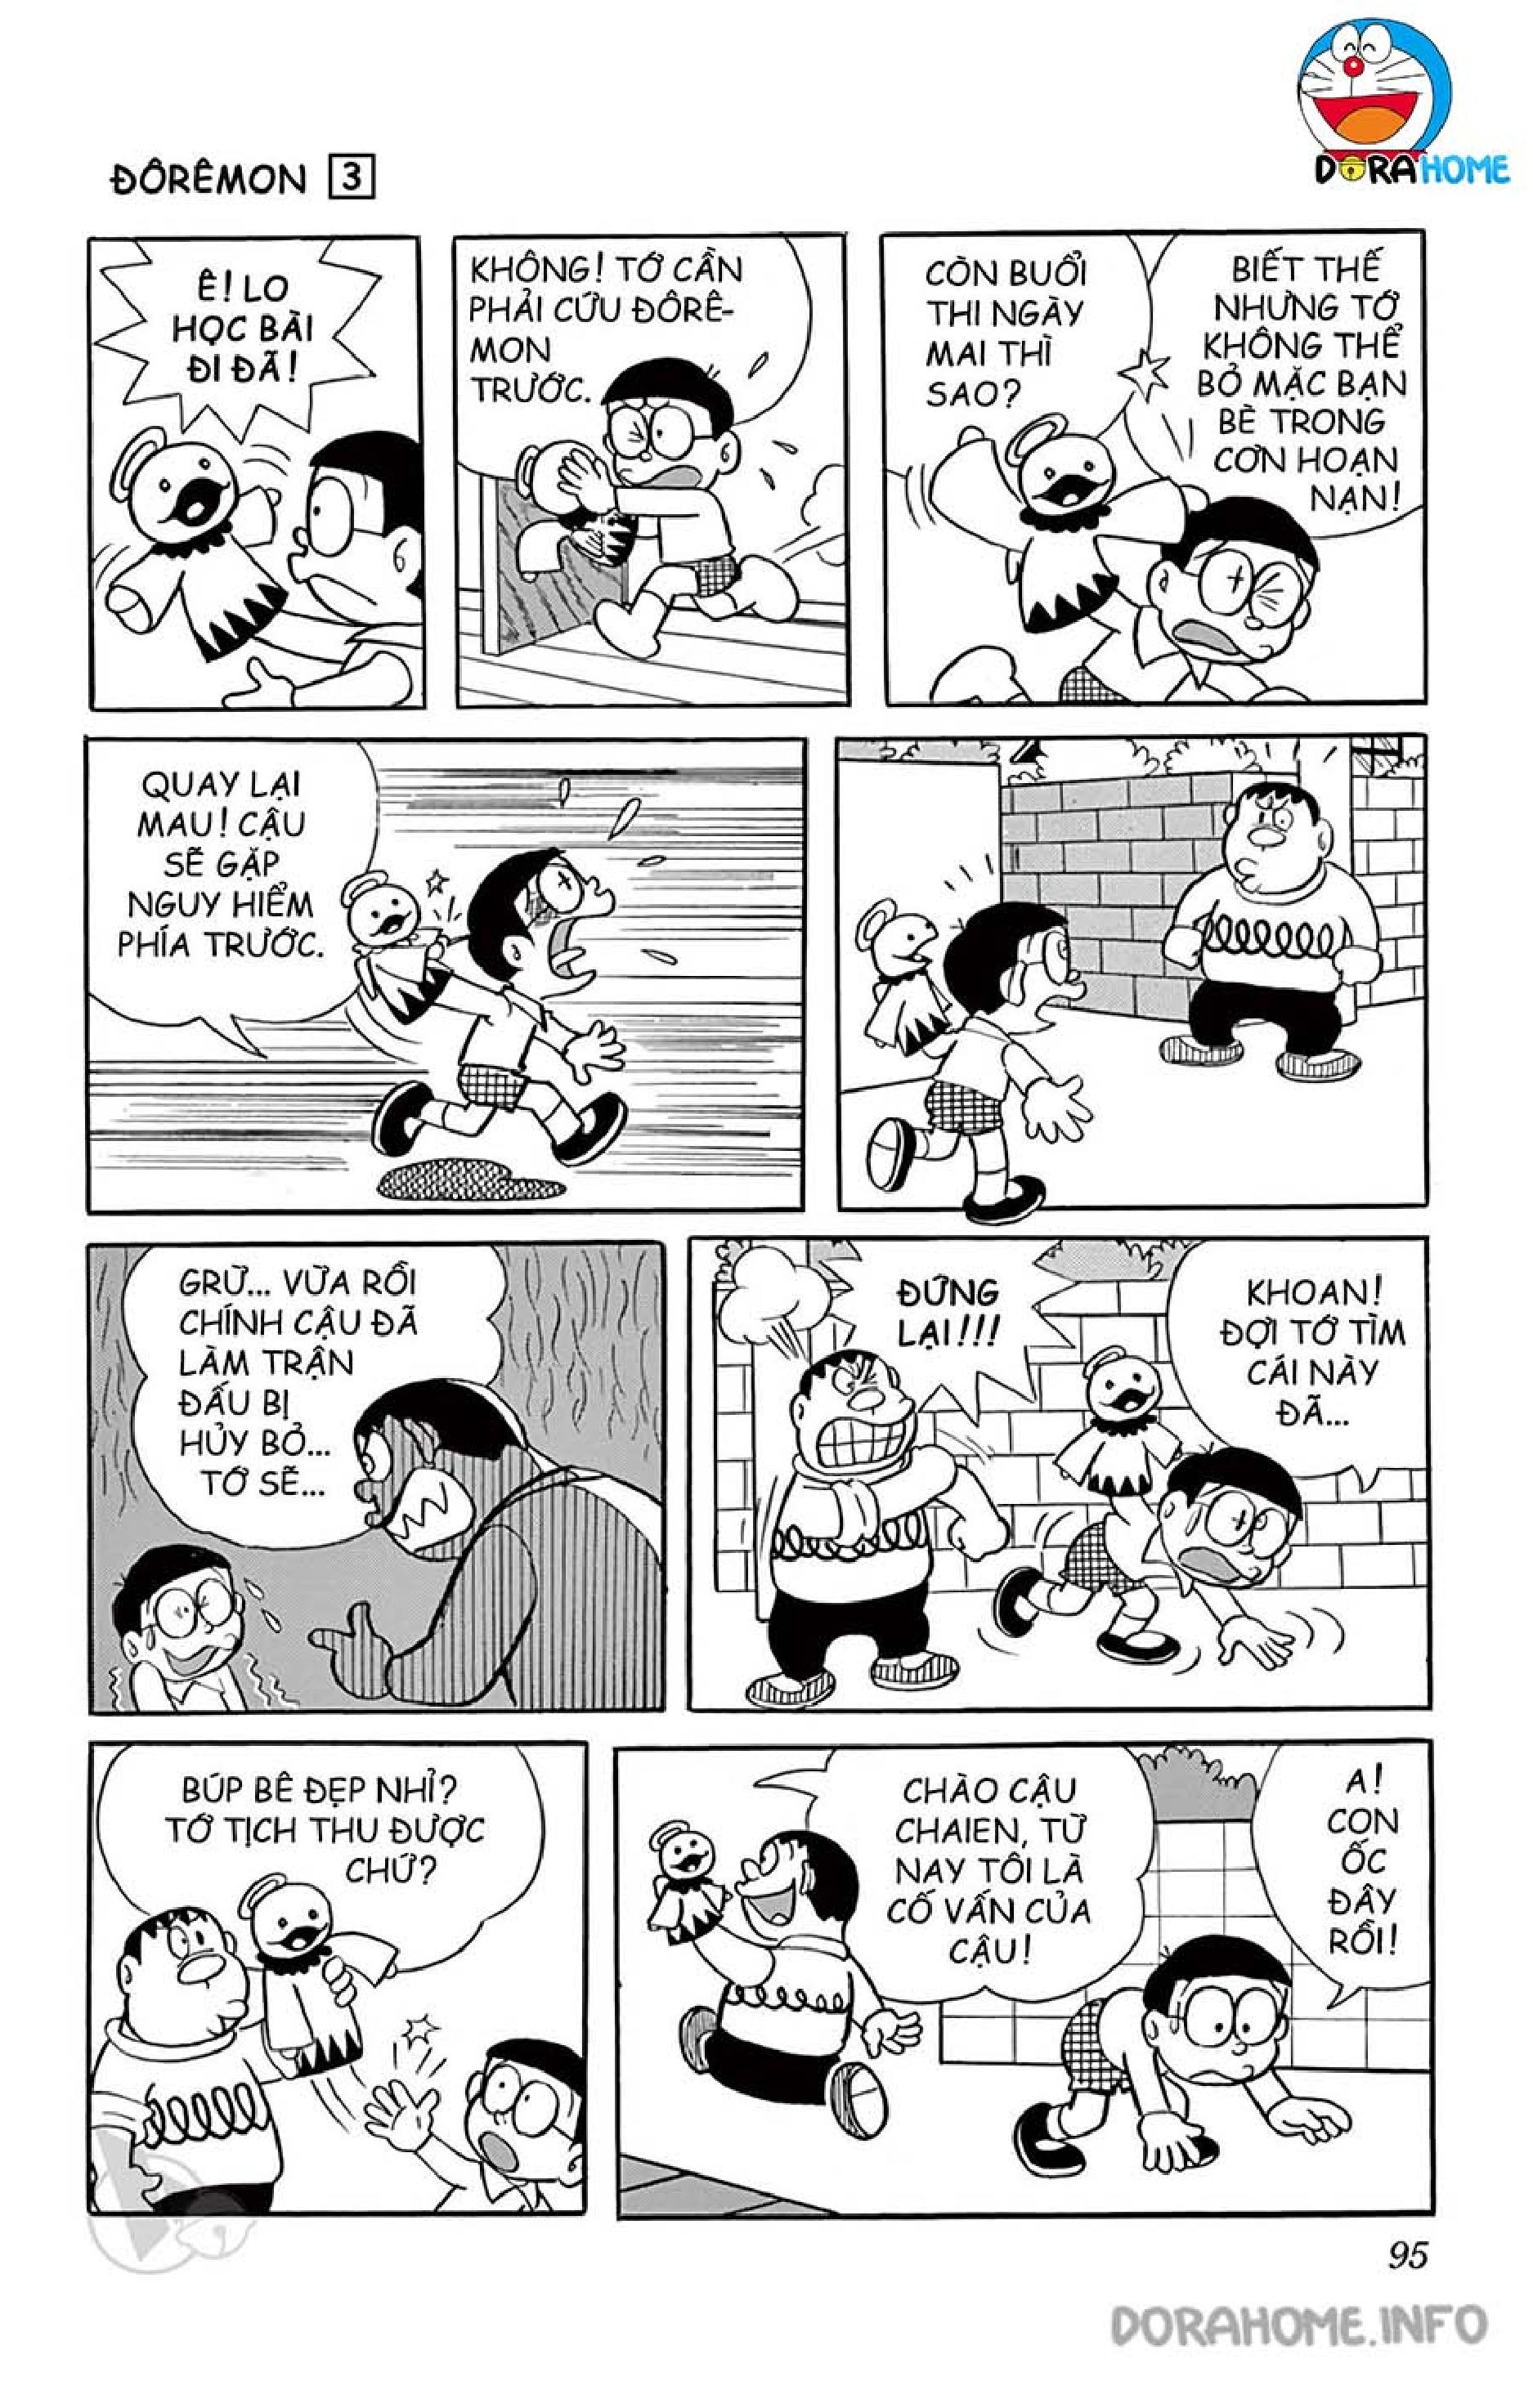 DORAHOME
ĐÔRÊMON 3
Ê! LO
HỌC BÀI
ĐI ĐÃ!
KHÔNG! TỚ CẦN
PHẢI CỨU ĐÔRÊ-
MON
TRƯỚC.
CÒN BUỔI
THI NGÀY
MAI THÌ
SAO?
BIẾT THẾ
NHƯNG TỚ
KHÔNG THỂ
BỎ MẶC BẠN
BÈ TRONG
CƠN HOẠN
NẠN!
QUAY LẠI
MAU! CẬU
SẼ GẶP
NGUY HIỂM
PHÍA TRƯỚC.
GRỪ... VỪA RỒI
CHÍNH CẬU ĐÃ
LÀM TRẬN
ĐẤU BỊ
HỦY BỎ...
TỚ SẼ...
ĐỨNG
LẠI!!!
KHOAN!
ĐỢI TỚ TÌM
CÁI NÀY
ĐÃ...
BÚP BÊ ĐẸP NHỈ?
TỚ TỊCH THU ĐƯỢC
CHỨ?
CHÀO CẬU
CHAIEN, TỪ
NAY TÔI LÀ
CỐ VẤN CỦA
CẬU!
A!
CON
ỐC
ĐÂY
RỒI!
95
DORAHOME.INFO